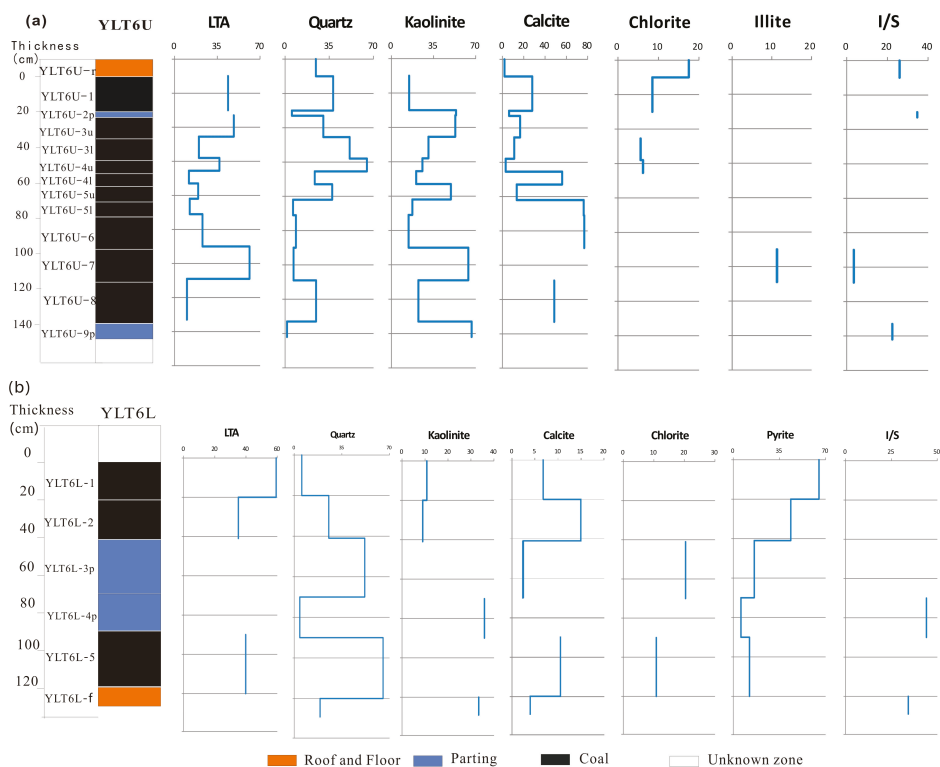 (a)
YLT6U
Thickness
(cm)
LTA
Quartz
Kaolinite
Calcite
Chlorite
Illite
I/S
0 35 70
0 35 70
0 35 70
0 20 40 60 80
0 10 20
0 10 20
0 20 40
YLT6U-r
0
YLT6U-1
20
YLT6U-2p
YLT6U-3u
40
YLT6U-3l
YLT6U-4u
60
YLT6U-4l
YLT6U-5u
80
YLT6U-5l
YLT6U-6
100
YLT6U-7
120
YLT6U-8
140
YLT6U-9p
(b)
Thickness
(cm)
YLT6L
LTA
Quartz
Kaolinite
Calcite
Chlorite
Pyrite
I/S
0 20 40 60
0 35 70
0 10 20 30 40
0 5 10 15 20
0 10 20 30
0 35 70
0 25 50
0
YLT6L-1
20
YLT6L-2
40
YLT6L-3p
60
80
YLT6L-4p
100
YLT6L-5
120
YLT6L-f
Roof and Floor
Parting
Coal
Unknown zone